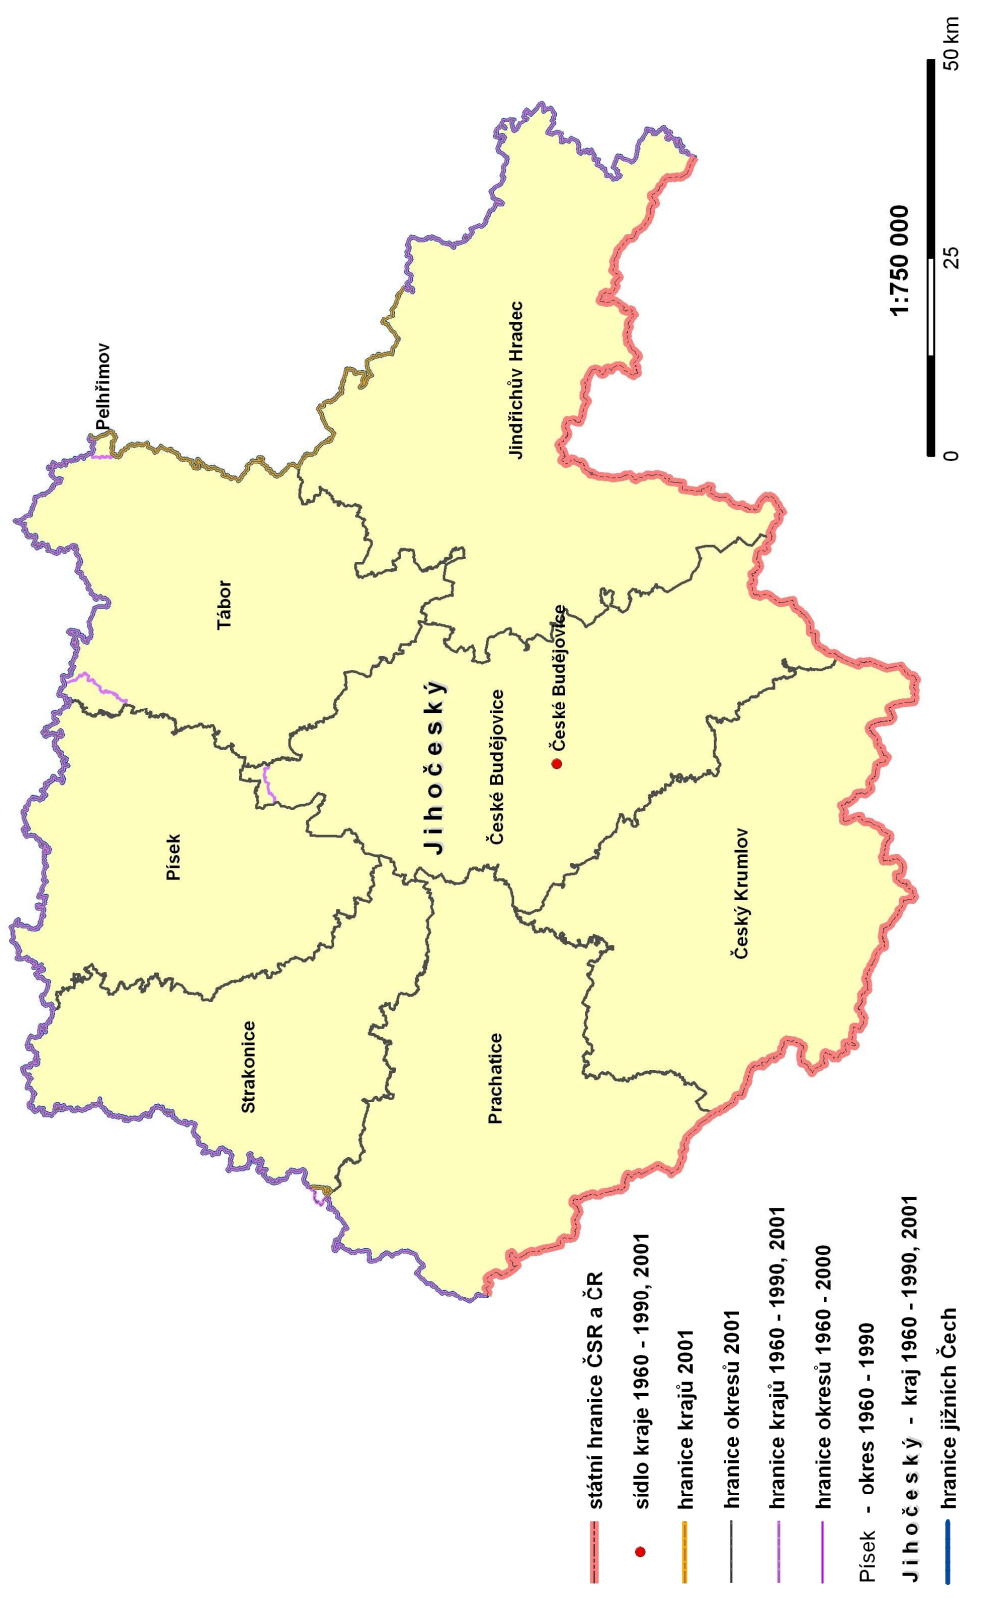 Pelhřimov
Tábor
Písek
Strakonice
Jindřichův Hradec
Jihočeský
České Budějovice
České Budějovice
Prachatice
Český Krumlov
1:750 000
0 25 50 km
státní hranice ČSR a ČR
sídlo kraje 1960 - 1990, 2001
hranice krajů 2001
hranice okresů 2001
hranice krajů 1960 - 1990, 2001
hranice okresů 1960 - 2000
Písek - okres 1960 - 1990
Jihočeský - kraj 1960 - 1990, 2001
hranice jižních Čech